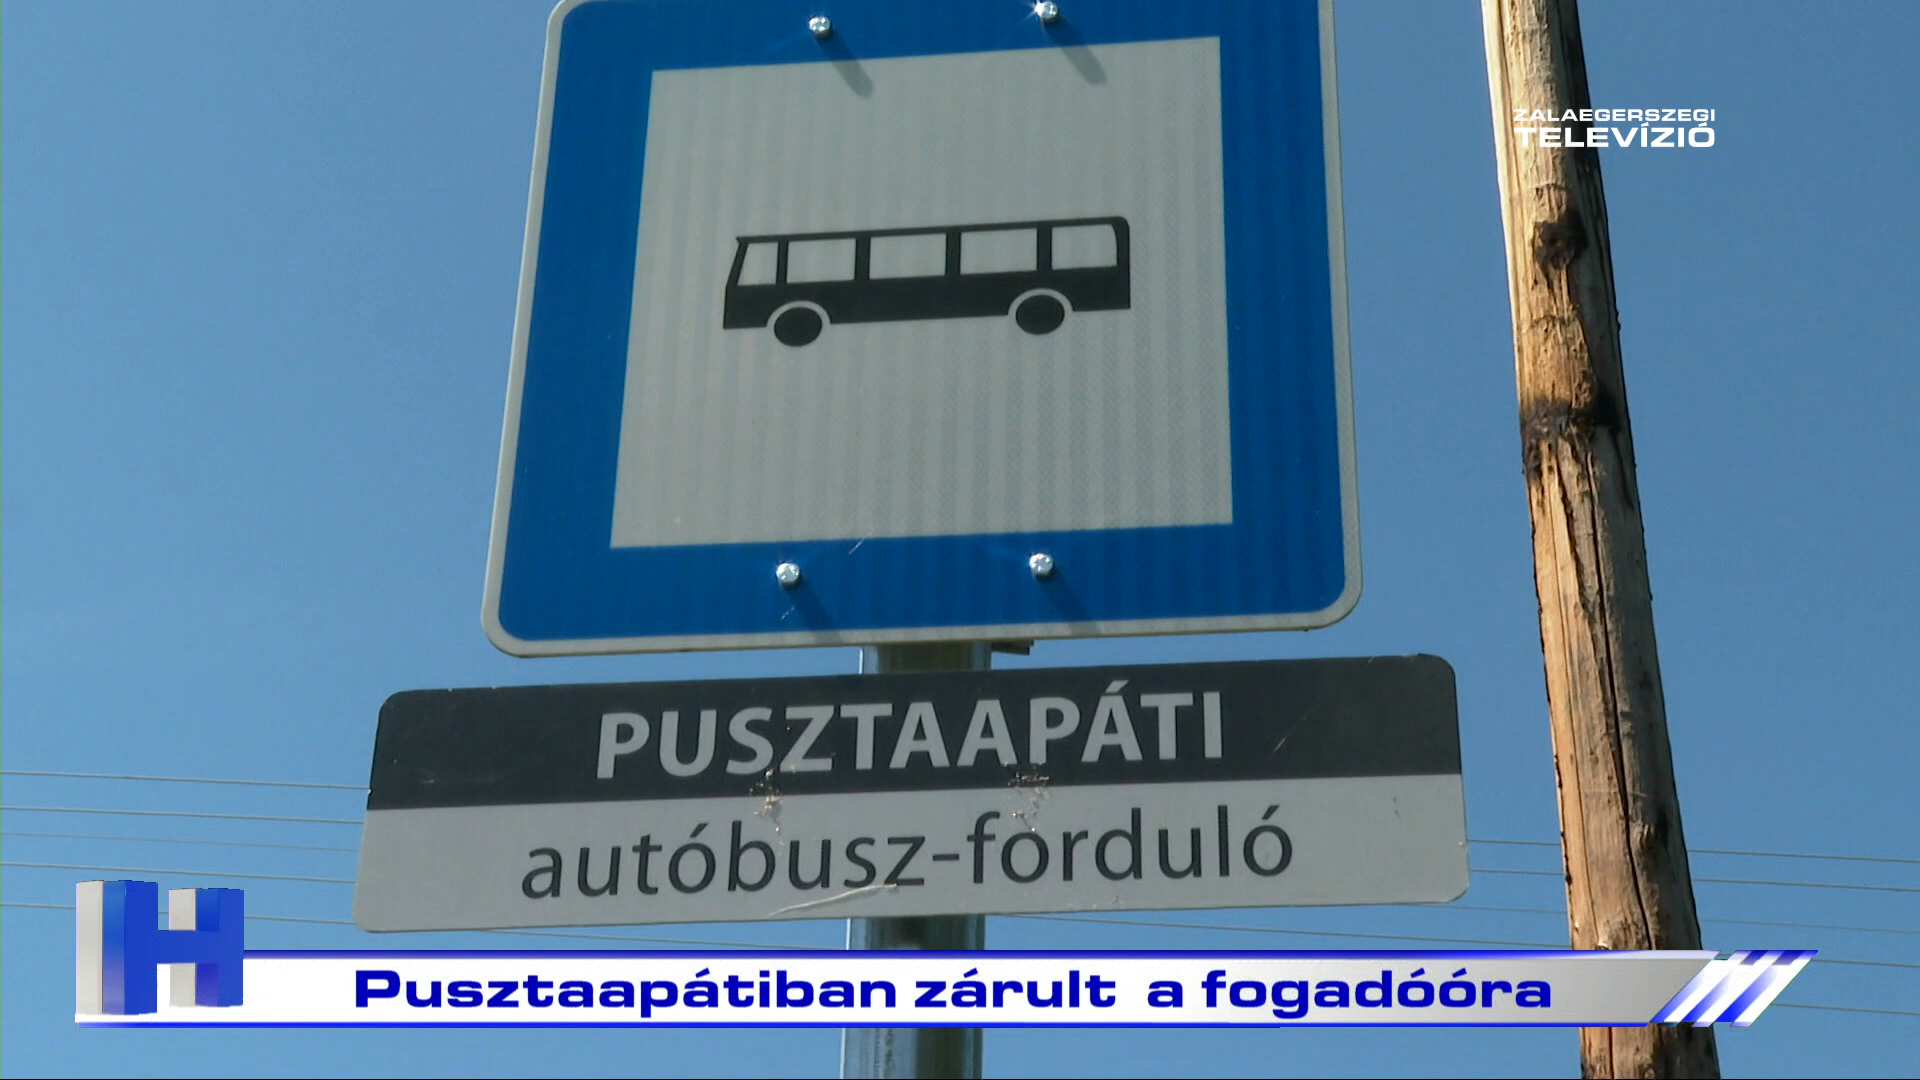 ZALAEGERSZEGI
TELEVÍZIÓ
PUSZTAAPÁTI
autóbusz-forduló
H
Pusztaapátiban zárult a fogadóóra